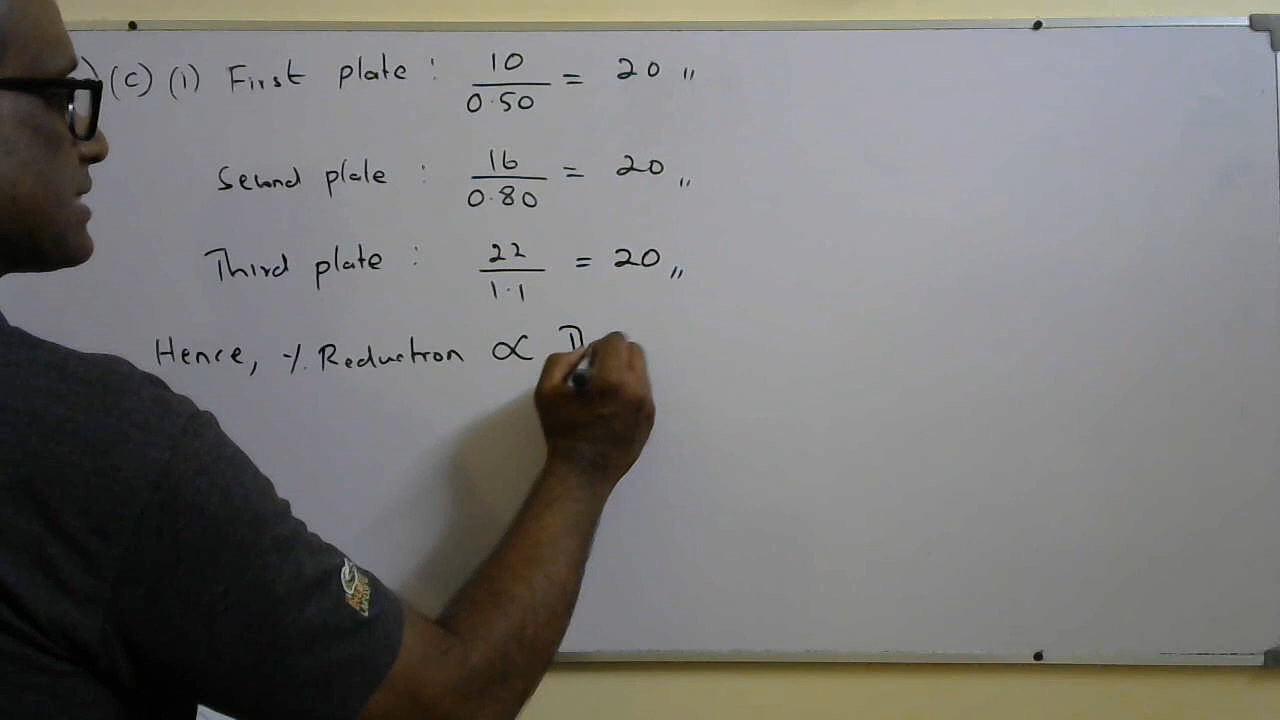 ) (C) (1) First plate : 10/0.50 = 20 ,,
Second plate : 16/0.80 = 20 ,,
Third plate : 22/1.1 = 20 ,,
Hence, % Reduction ∝